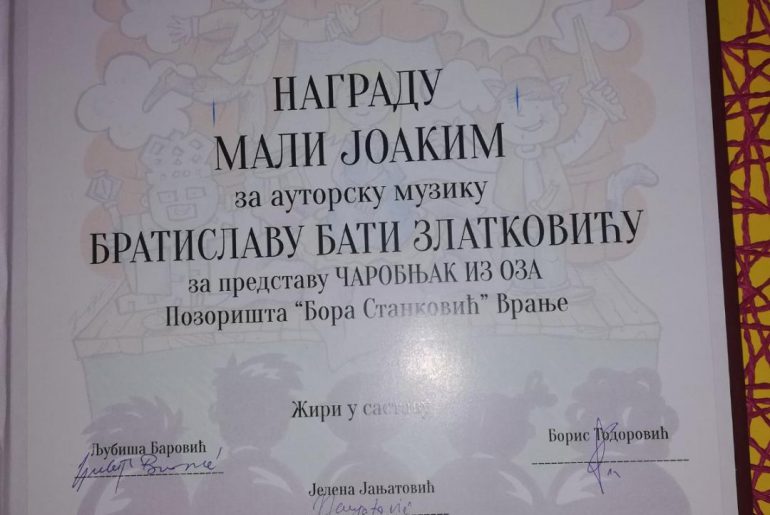 НАГРАДУ
МАЛИ ЈОАКИМ
за ауторску музику
БРАТИСЛАВУ БАТИ ЗЛАТКОВИЋУ
за представу ЧАРОБЊАК ИЗ ОЗА
Позоришта “Бора Станковић” Врање
Жири у саставу
Љубиша Баровић
Борис Тодоровић
Јелена Јањатовић